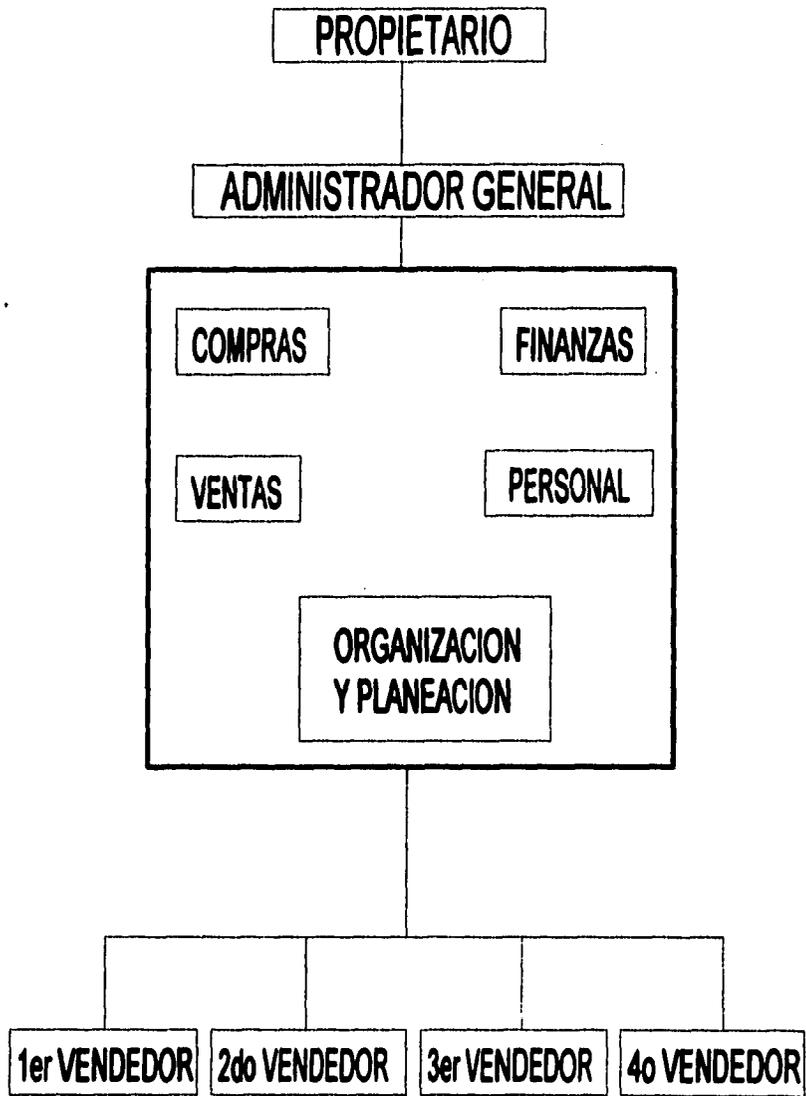 PROPIETARIO
ADMINISTRADOR GENERAL
COMPRAS
FINANZAS
VENTAS
PERSONAL
ORGANIZACION
Y PLANEACION
1er VENDEDOR
2do VENDEDOR
3er VENDEDOR
4o VENDEDOR